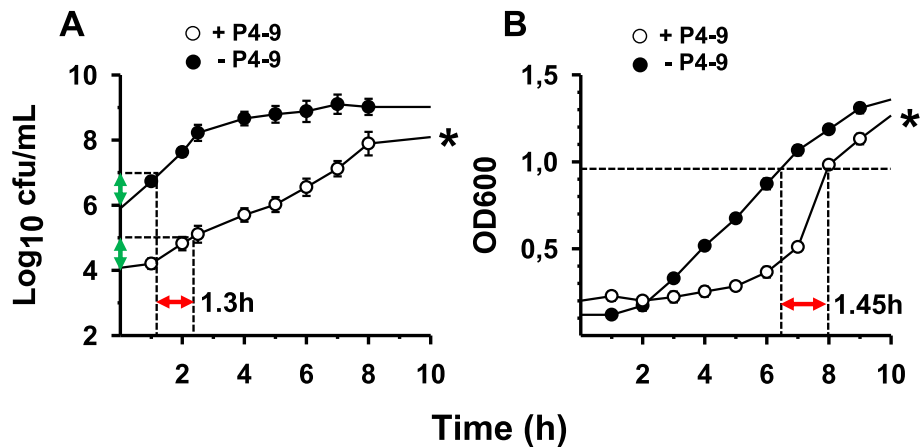 A
+ P4-9
- P4-9
Log10 cfu/mL
10
8
6
4
2
1.3h
2 4 6 8 10
B
+ P4-9
- P4-9
OD600
1,5
1,0
0,5
1.45h
2 4 6 8 10
*
*
Time (h)